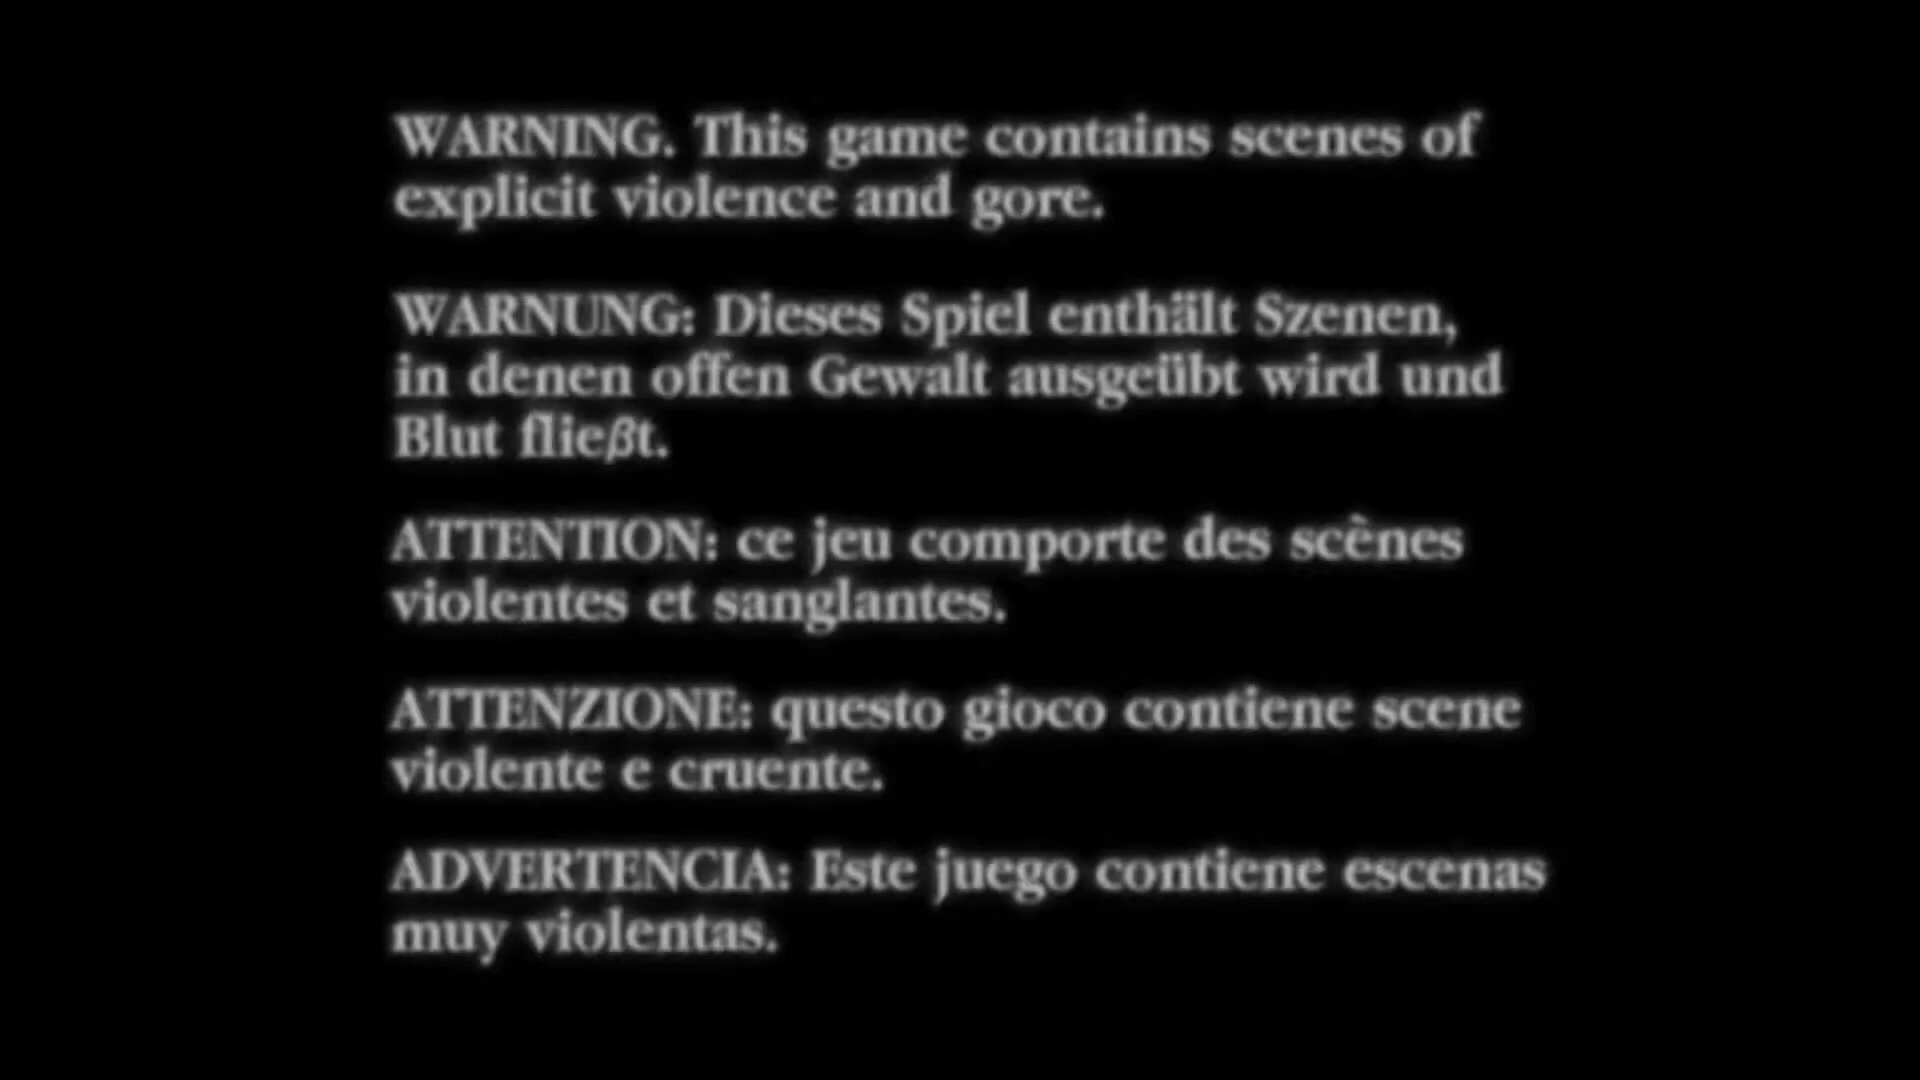 WARNING. This game contains scenes of
explicit violence and gore.
WARNUNG: Dieses Spiel enthält Szenen,
in denen offen Gewalt ausgeübt wird und
Blut fließt.
ATTENTION: ce jeu comporte des scènes
violentes et sanglantes.
ATTENZIONE: questo gioco contiene scene
violente e cruente.
ADVERTENCIA: Este juego contiene escenas
muy violentas.